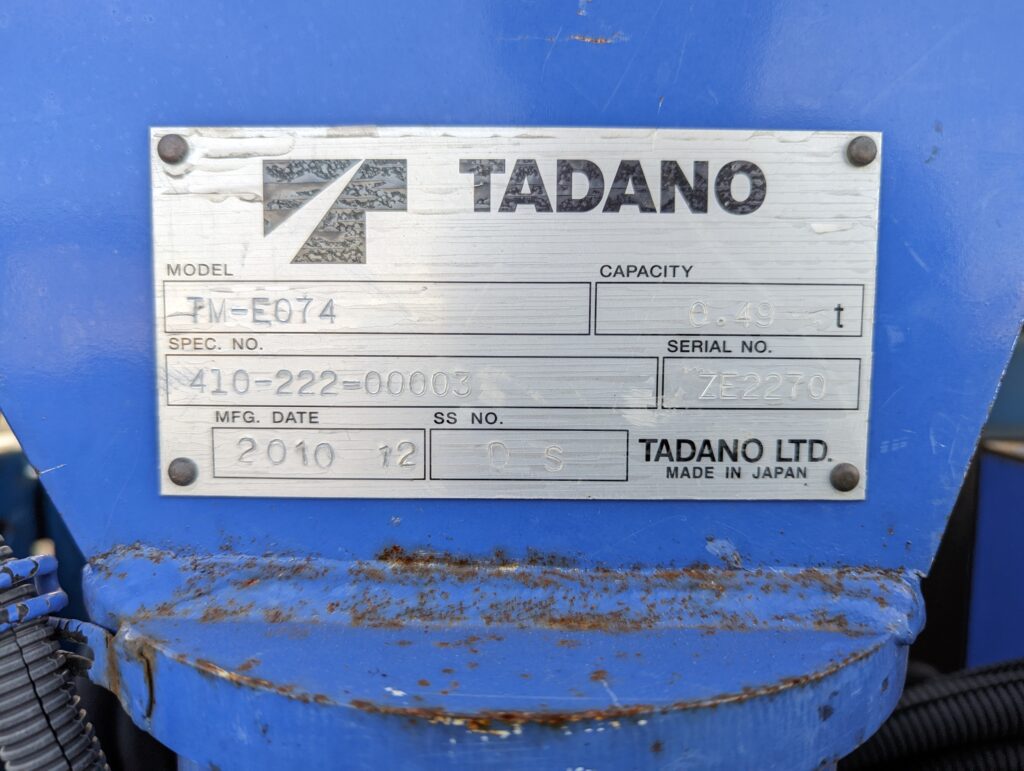 TADANO
MODEL CAPACITY
TM-E074 0.49 t
SPEC. NO. SERIAL NO.
410-222-00003 ZE2270
MFG. DATE SS NO.
2010 12 D S TADANO LTD.
MADE IN JAPAN